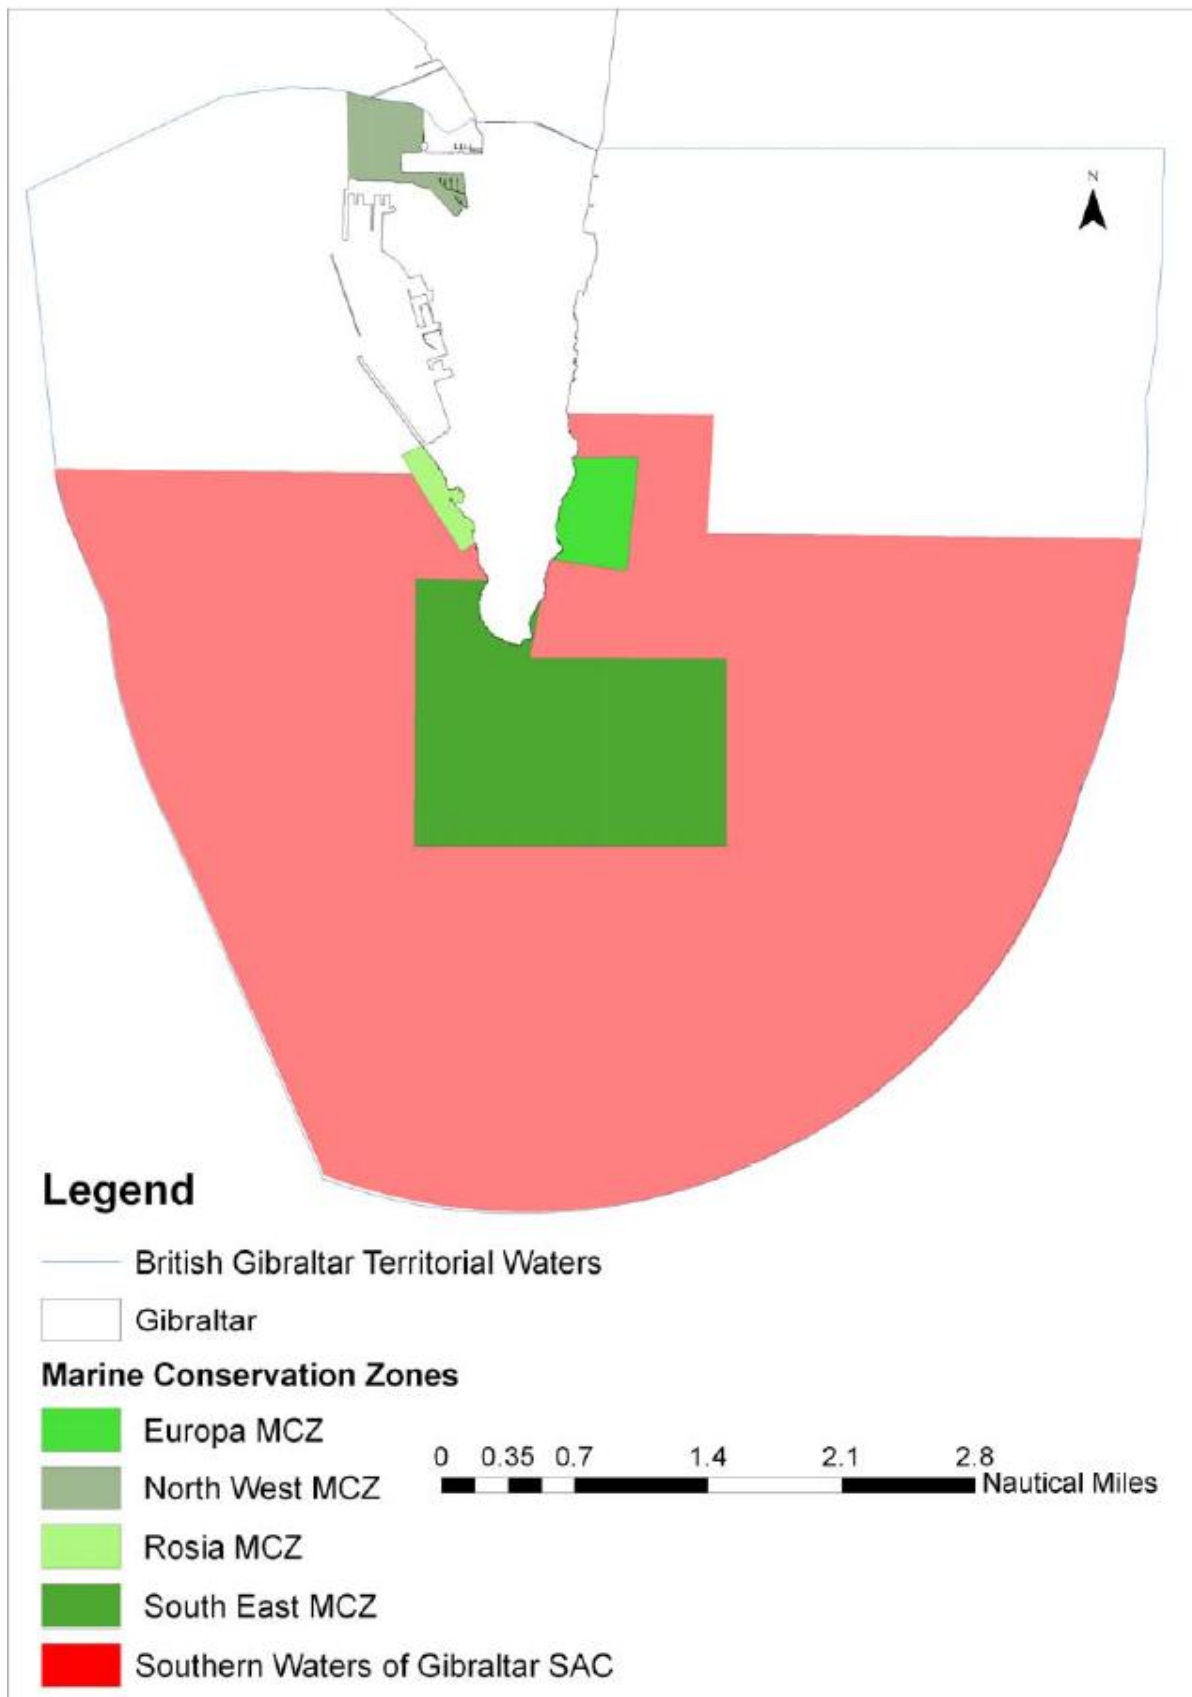 N
Legend
British Gibraltar Territorial Waters
Gibraltar
Marine Conservation Zones
Europa MCZ
North West MCZ
Rosia MCZ
South East MCZ
Southern Waters of Gibraltar SAC
0 0.35 0.7 1.4 2.1 2.8
Nautical Miles